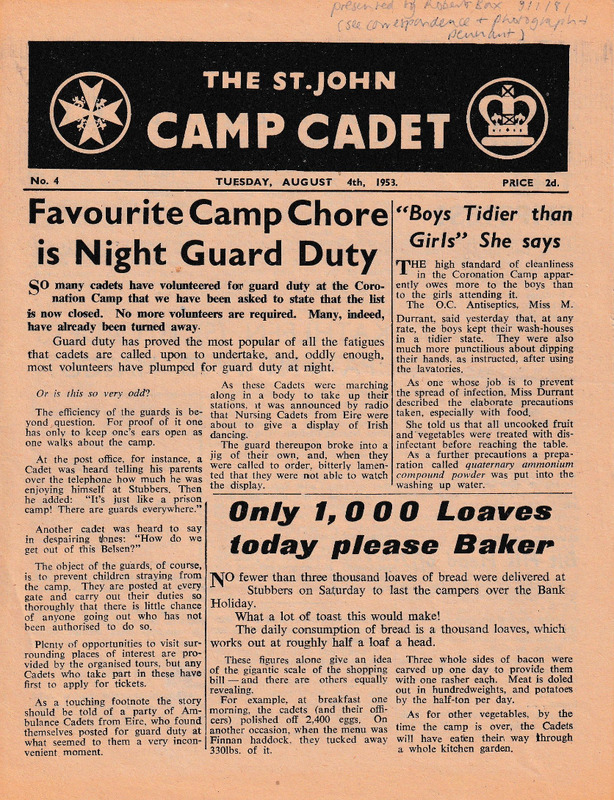 presented by Robert Box 3/1/81
(see correspondence + photograph +
pennant)
THE ST. JOHN
CAMP CADET
No. 4
TUESDAY, AUGUST 4th, 1953.
PRICE 2d.
Favourite Camp Chore
is Night Guard Duty
SO many cadets have volunteered for guard duty at the Coro-
nation Camp that we have been asked to state that the list
is now closed. No more volunteers are required. Many, indeed,
have already been turned away.
Guard duty has proved the most popular of all the fatigues
that cadets are called upon to undertake, and, oddly enough,
most volunteers have plumped for guard duty at night.
Or is this so very odd?
The efficiency of the guards is be-
yond question. For proof of it one
has only to keep one's ears open as
one walks about the camp.
At the post office, for instance, a
Cadet was heard telling his parents
over the telephone how much he was
enjoying himself at Stubbers. Then
he added: "It's just like a prison
camp! There are guards everywhere."
Another cadet was heard to say
in despairing tones: "How do we
get out of this Belsen?"
The object of the guards, of course,
is to prevent children straying from
the camp. They are posted at every
gate and carry out their duties so
thoroughly that there is little chance
of anyone going out who has not
been authorised to do so.
Plenty of opportunities to visit sur-
rounding places of interest are pro-
vided by the organised tours, but any
Cadets who take part in these have
first to apply for tickets.
As a touching footnote the story
should be told of a party of Am-
bulance Cadets from Eire, who found
themselves posted for guard duty at
what seemed to them a very incon-
venient moment.
As these Cadets were marching
along in a body to take up their
stations, it was announced by radio
that Nursing Cadets from Eire were
about to give a display of Irish
dancing.
The guard thereupon broke into a
jig of their own, and, when they
were called to order, bitterly lamen-
ted that they were not able to watch
the display.
"Boys Tidier than
Girls" She says
THE high standard of cleanliness
in the Coronation Camp appar-
ently owes more to the boys than
to the girls attending it.
The O.C. Antiseptics, Miss M.
Durrant, said yesterday that, at any
rate, the boys kept their wash-houses
in a tidier state. They were also
much more punctilious about dipping
their hands, as instructed, after using
the lavatories.
As one whose job is to prevent
the spread of infection, Miss Durrant
described the elaborate precautions
taken, especially with food.
She told us that all uncooked fruit
and vegetables were treated with dis-
infectant before reaching the table.
As a further precautions a prepa-
ration called quaternary ammonium
compound powder was put into the
washing up water.
Only 1,000 Loaves
today please Baker
NO fewer than three thousand loaves of bread were delivered at
Stubbers on Saturday to last the campers over the Bank
Holiday.
What a lot of toast this would make!
The daily consumption of bread is a thousand loaves, which
works out at roughly half a loaf a head.
These figures alone give an idea
of the gigantic scale of the shopping
bill — and there are others equally
revealing.
For example, at breakfast one
morning, the cadets (and their offi-
cers) polished off 2,400 eggs. On
another occasion, when the menu was
Finnan haddock, they tucked away
330lbs. of it.
Three whole sides of bacon were
carved up one day to provide them
with one rasher each. Meat is doled
out in hundredweights, and potatoes
by the half-ton per day.
As for other vegetables, by the
time the camp is over, the Cadets
will have eaten their way through
a whole kitchen garden.